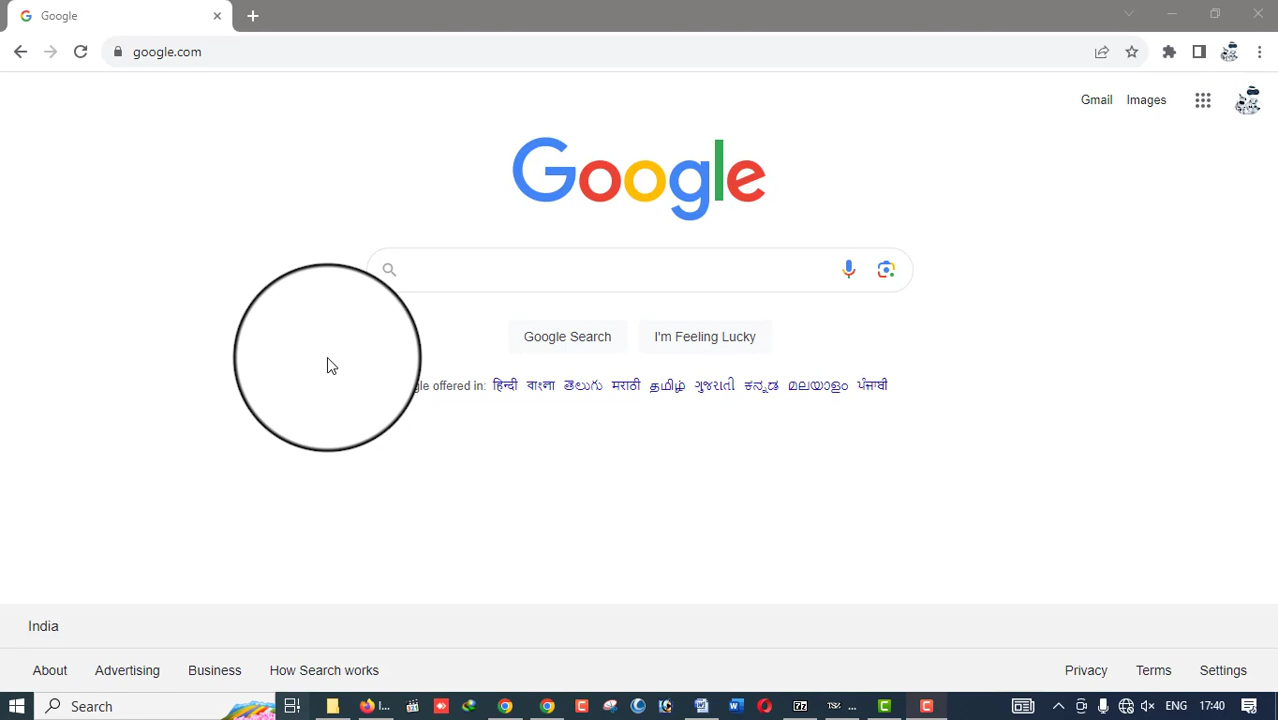 Google
google.com
Gmail Images
Google
Google Search I'm Feeling Lucky
offered in: हिन्दी বাংলা తెలుగు मराठी தமிழ் ગુજરાતી ಕನ್ನಡ മലയാളം ਪੰਜਾਬੀ
India
About Advertising Business How Search works Privacy Terms Settings
Search ENG 17:40